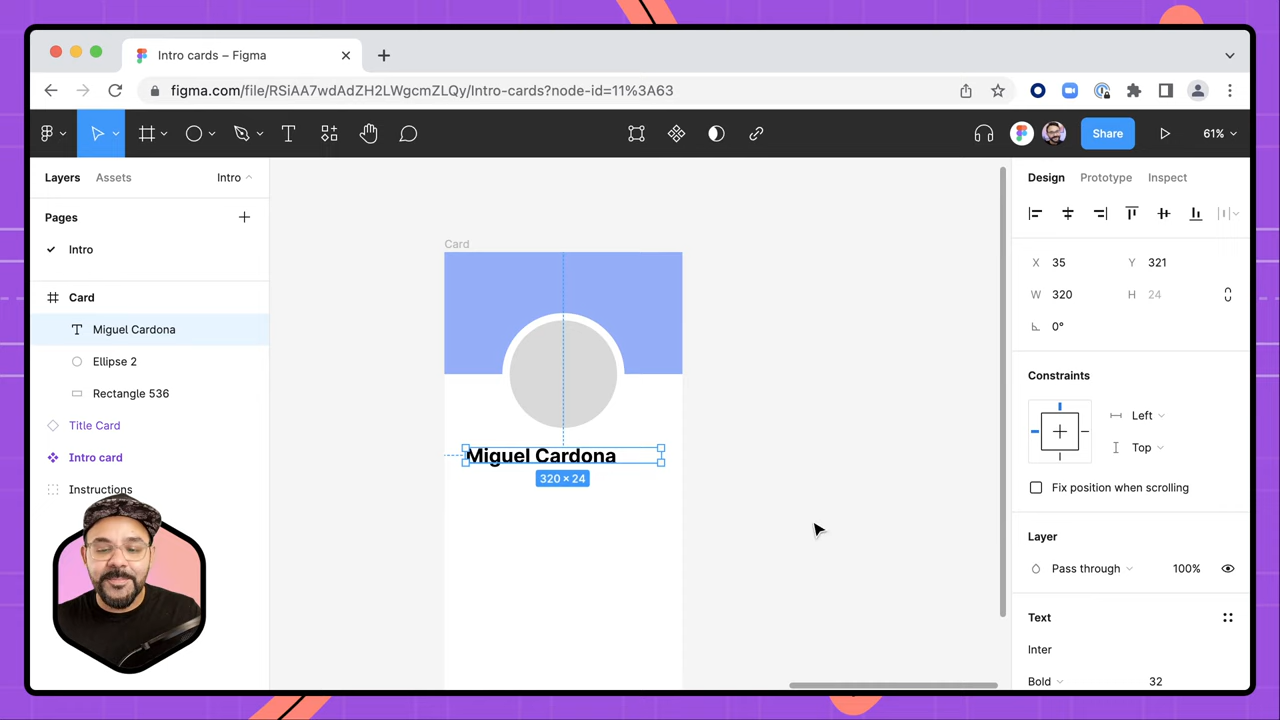 Intro cards – Figma
figma.com/file/RSiAA7wdAdZH2LWgcmZLQy/Intro-cards?node-id=11%3A63
Share
61%
Layers
Assets
Intro
Design
Prototype
Inspect
Pages
Intro
Card
Miguel Cardona
Ellipse 2
Rectangle 536
Title Card
Intro card
Instructions
Card
Miguel Cardona
320 × 24
X 35
Y 321
W 320
H 24
0°
Constraints
Left
Top
Fix position when scrolling
Layer
Pass through
100%
Text
Inter
Bold
32